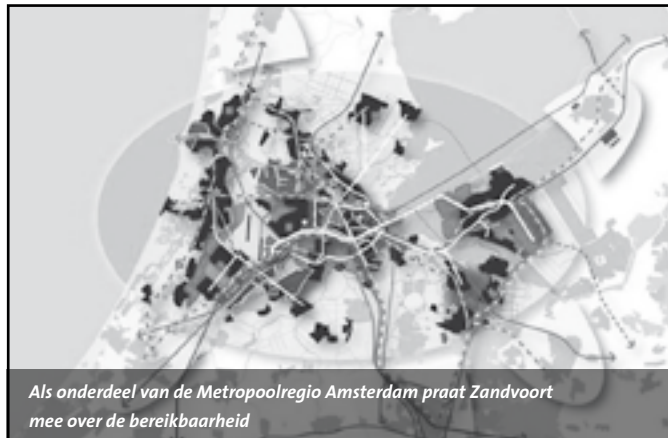 Als onderdeel van de Metropoolregio Amsterdam praat Zandvoort
mee over de bereikbaarheid